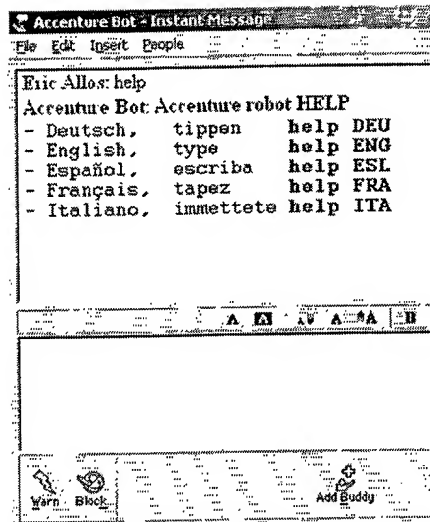 Accenture Bot - Instant Message
File Edit Insert People
Eric Allos: help
Accenture Bot: Accenture robot HELP
- Deutsch, tippen help DEU
- English, type help ENG
- Español, escriba help ESL
- Français, tapez help FRA
- Italiano, immettete help ITA
A A A A A B
Warn Block Add Buddy